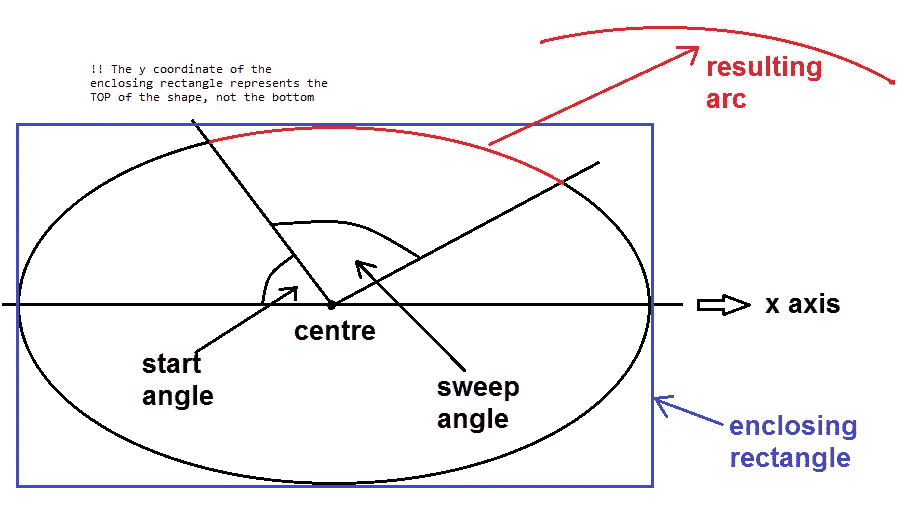 !! The y coordinate of the
enclosing rectangle represents the
TOP of the shape, not the bottom
resulting
arc
x axis
centre
start
angle
sweep
angle
enclosing
rectangle